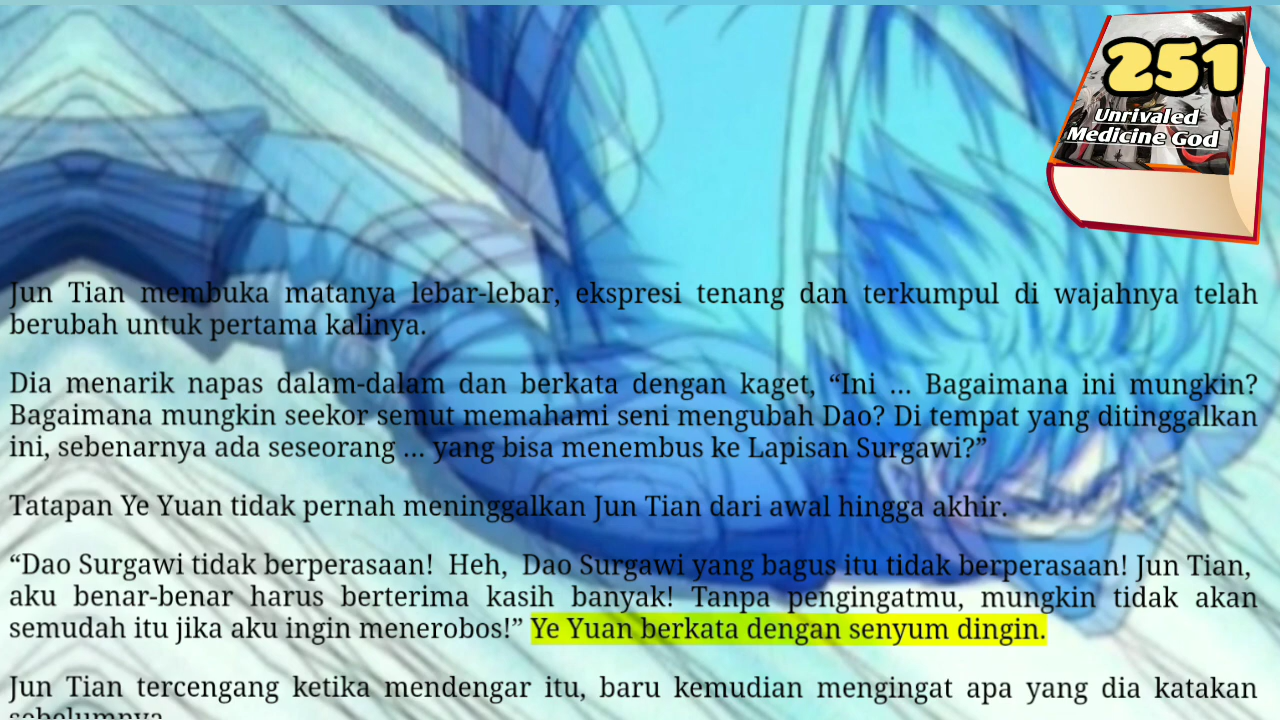 251
Unrivaled
Medicine God
Jun Tian membuka matanya lebar-lebar, ekspresi tenang dan terkumpul di wajahnya telah
berubah untuk pertama kalinya.
Dia menarik napas dalam-dalam dan berkata dengan kaget, “Ini ... Bagaimana ini mungkin?
Bagaimana mungkin seekor semut memahami seni mengubah Dao? Di tempat yang ditinggalkan
ini, sebenarnya ada seseorang ... yang bisa menembus ke Lapisan Surgawi?”
Tatapan Ye Yuan tidak pernah meninggalkan Jun Tian dari awal hingga akhir.
“Dao Surgawi tidak berperasaan! Heh, Dao Surgawi yang bagus itu tidak berperasaan! Jun Tian,
aku benar-benar harus berterima kasih banyak! Tanpa pengingatmu, mungkin tidak akan
semudah itu jika aku ingin menerobos!” Ye Yuan berkata dengan senyum dingin.
Jun Tian tercengang ketika mendengar itu, baru kemudian mengingat apa yang dia katakan
sebelumnya